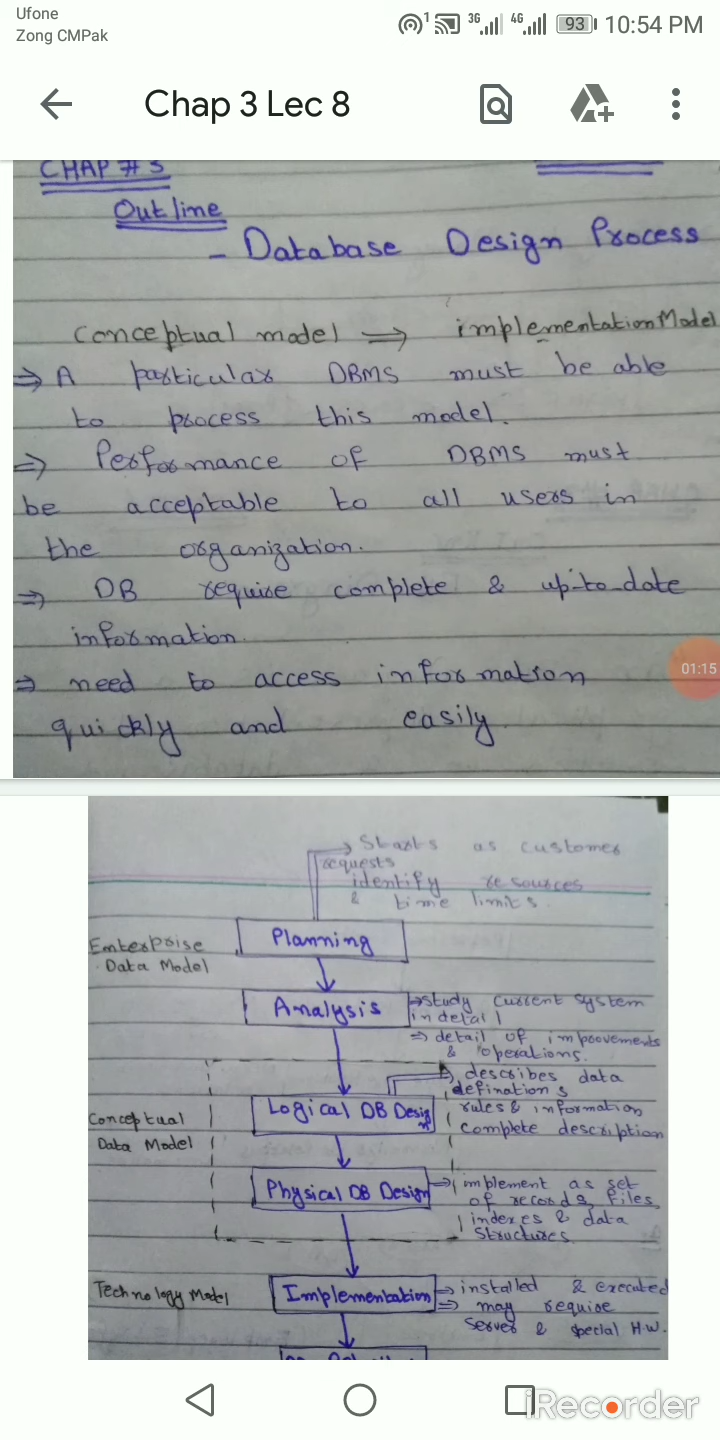 Ufone
Zong CMPak
1 3G 4G 93 10:54 PM
Chap 3 Lec 8
CHAP # 3
Outline
- Database Design Process
Conceptual model ⇒ implementation Model
⇒ A particular DBMS must be able
to process this model.
⇒ Performance of DBMS must
be acceptable to all users in
the organization.
⇒ DB require complete & up-to-date
information.
⇒ need to access information
quickly and easily
01:15
→ Starts as customer
requests
identify resources
& time limits.
Planning
Enterprise
Data Model
Analysis
⇒ study current system
in detail
⇒ detail of improvements
& operations.
⇒ describes data
definations
rules & information
complete description
Logical DB Design
Conceptual
Data Model
Physical DB Design
⇒ implement as set
of records, files,
indexes & data
structures.
Technology Model
Implementation
⇒ installed & executed
⇒ may require
server & special H.W.
iRecorder